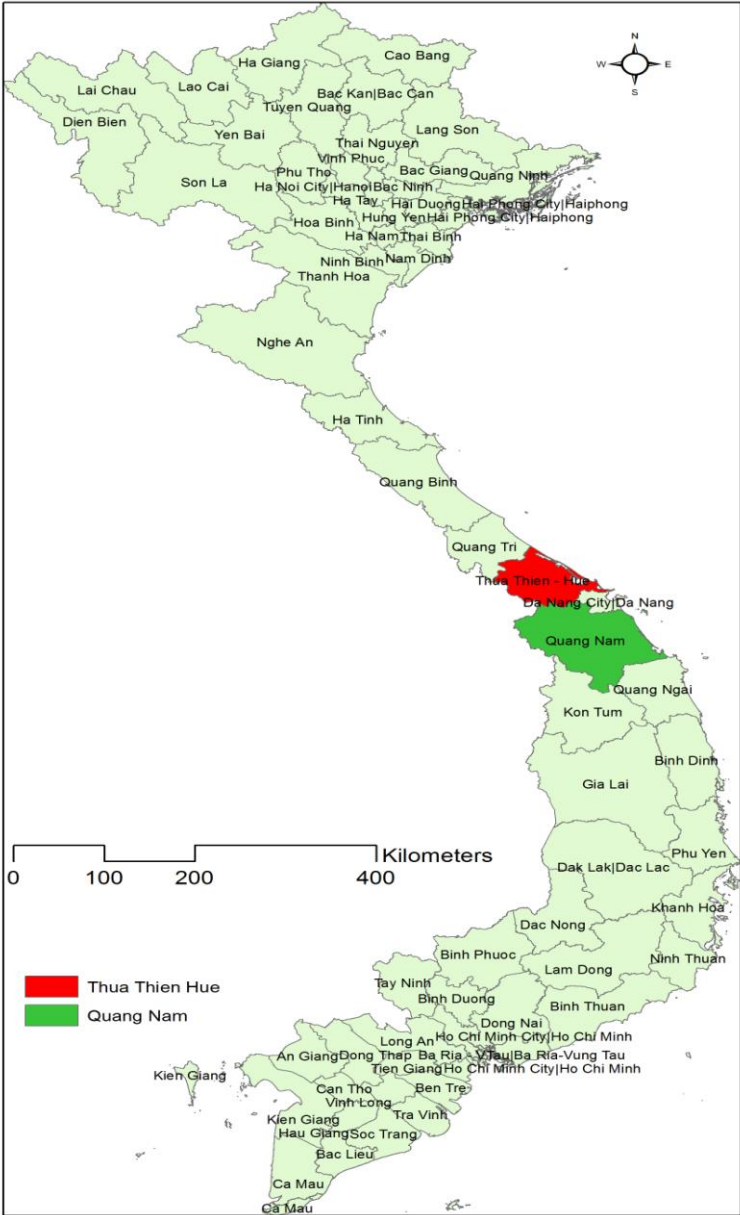 N
W E
S
Ha Giang
Cao Bang
Lai Chau
Lao Cai
Bac Kan|Bac Can
Tuyen Quang
Dien Bien
Yen Bai
Lang Son
Thai Nguyen
Vinh Phuc
Phu Tho
Bac Giang
Quang Ninh
Son La
Ha Noi City|Hanoi
Bac Ninh
Ha Tay
Hai Duong
Hai Phong City|Haiphong
Hoa Binh
Hung Yen
Hai Phong City|Haiphong
Ha Nam
Thai Binh
Ninh Binh
Nam Dinh
Thanh Hoa
Nghe An
Ha Tinh
Quang Binh
Quang Tri
Thua Thien - Hue
Da Nang City|Da Nang
Quang Nam
Quang Ngai
Kon Tum
Binh Dinh
Gia Lai
Kilometers
0 100 200 400
Phu Yen
Dak Lak|Dac Lac
Khanh Hoa
Dac Nong
Binh Phuoc
Ninh Thuan
Lam Dong
Tay Ninh
Binh Duong
Binh Thuan
Thua Thien Hue
Quang Nam
Dong Nai
Long An
Ho Chi Minh City|Ho Chi Minh
An Giang
Dong Thap
Ba Ria - VTau|Ba Ria-Vung Tau
Tien Giang
Ho Chi Minh City|Ho Chi Minh
Kien Giang
Can Tho
Ben Tre
Vinh Long
Tra Vinh
Kien Giang
Hau Giang
Soc Trang
Bac Lieu
Ca Mau
Ca Mau